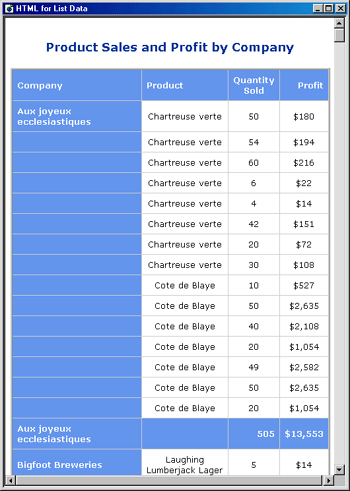 HTML for List Data
Product Sales and Profit by Company
Company Product Quantity Sold Profit
Aux joyeux ecclesiastiques Chartreuse verte 50 $180
Chartreuse verte 54 $194
Chartreuse verte 60 $216
Chartreuse verte 6 $22
Chartreuse verte 4 $14
Chartreuse verte 42 $151
Chartreuse verte 20 $72
Chartreuse verte 30 $108
Cote de Blaye 10 $527
Cote de Blaye 50 $2,635
Cote de Blaye 40 $2,108
Cote de Blaye 20 $1,054
Cote de Blaye 49 $2,582
Cote de Blaye 50 $2,635
Cote de Blaye 20 $1,054
Aux joyeux ecclesiastiques 505 $13,553
Bigfoot Breweries Laughing Lumberjack Lager 5 $14